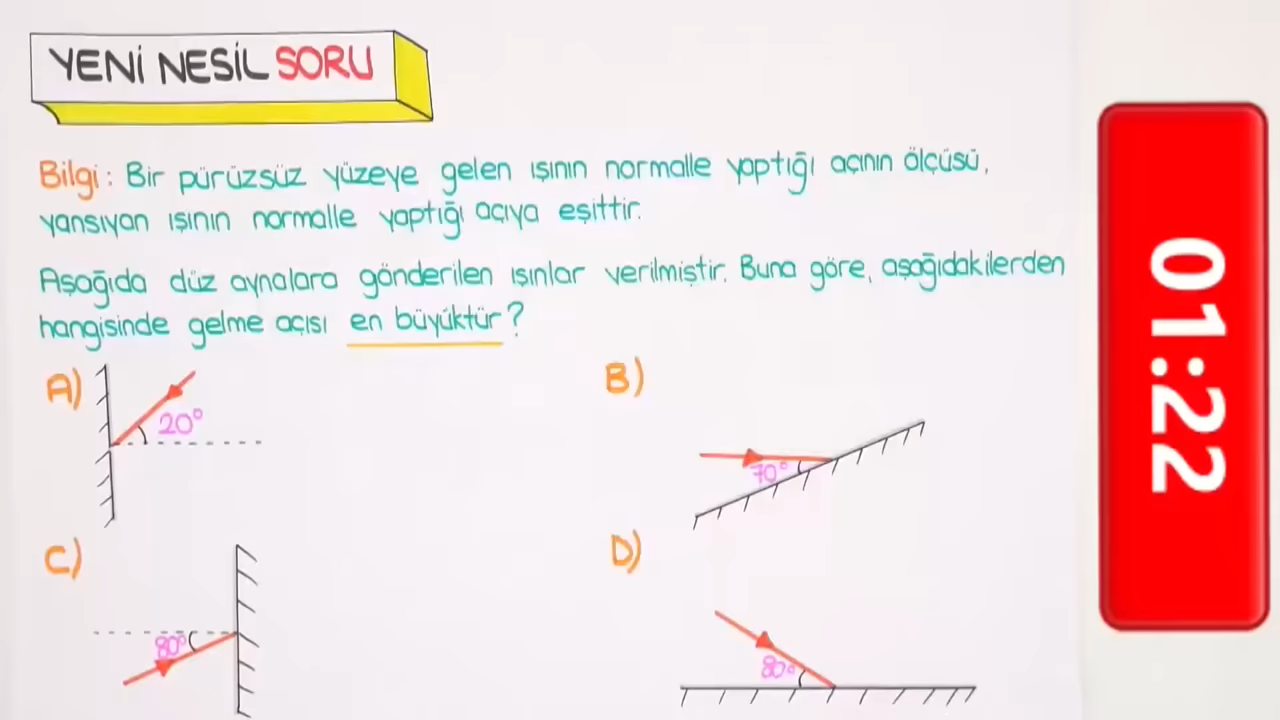 YENİ NESİL SORU
Bilgi: Bir pürüzsüz yüzeye gelen ışının normalle yaptığı açının ölçüsü,
yansıyan ışının normalle yaptığı açıya eşittir.
Aşağıda düz aynalara gönderilen ışınlar verilmiştir. Buna göre, aşağıdakilerden
hangisinde gelme açısı en büyüktür?
A)
20°
B)
70°
C)
80°
D)
80°
01:22